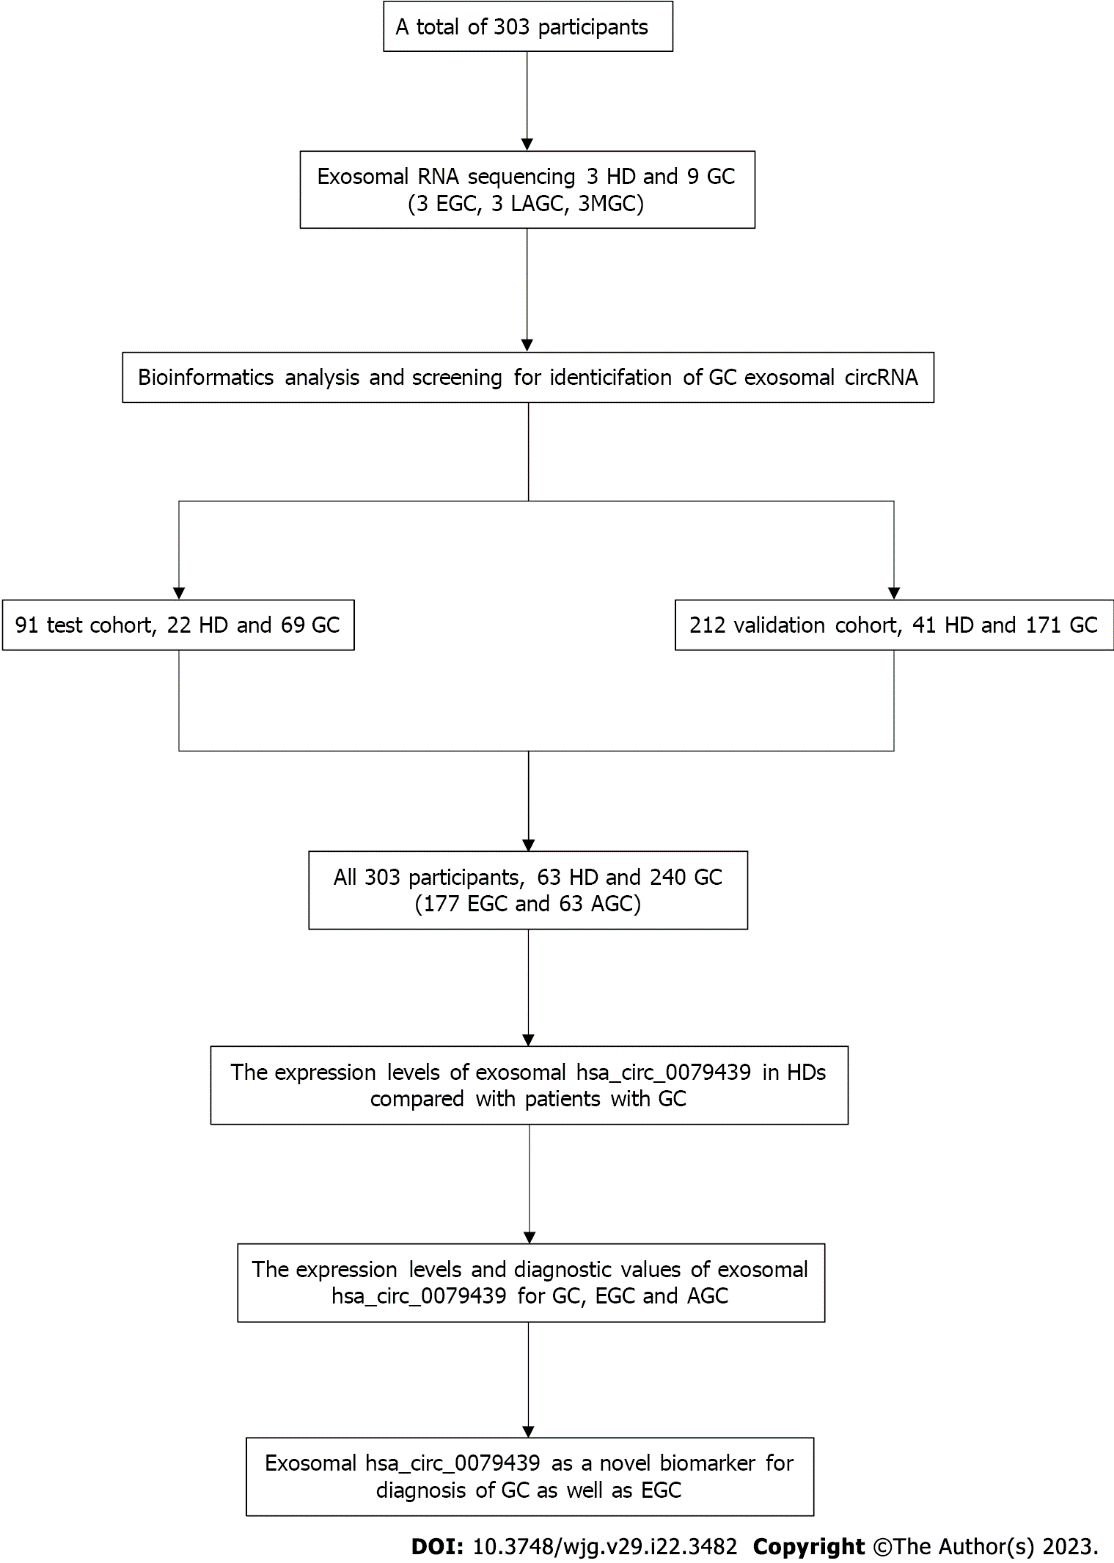 A total of 303 participants
Exosomal RNA sequencing 3 HD and 9 GC
(3 EGC, 3 LAGC, 3MGC)
Bioinformatics analysis and screening for identicifation of GC exosomal circRNA
91 test cohort, 22 HD and 69 GC
212 validation cohort, 41 HD and 171 GC
All 303 participants, 63 HD and 240 GC
(177 EGC and 63 AGC)
The expression levels of exosomal hsa_circ_0079439 in HDs
compared with patients with GC
The expression levels and diagnostic values of exosomal
hsa_circ_0079439 for GC, EGC and AGC
Exosomal hsa_circ_0079439 as a novel biomarker for
diagnosis of GC as well as EGC
DOI: 10.3748/wjg.v29.i22.3482 Copyright ©The Author(s) 2023.